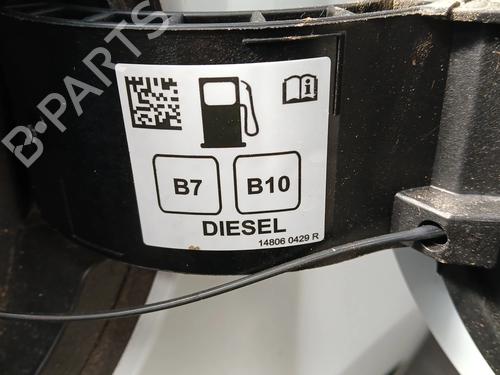 B-PARTS
i
B7 B10
DIESEL
14806 0429 R